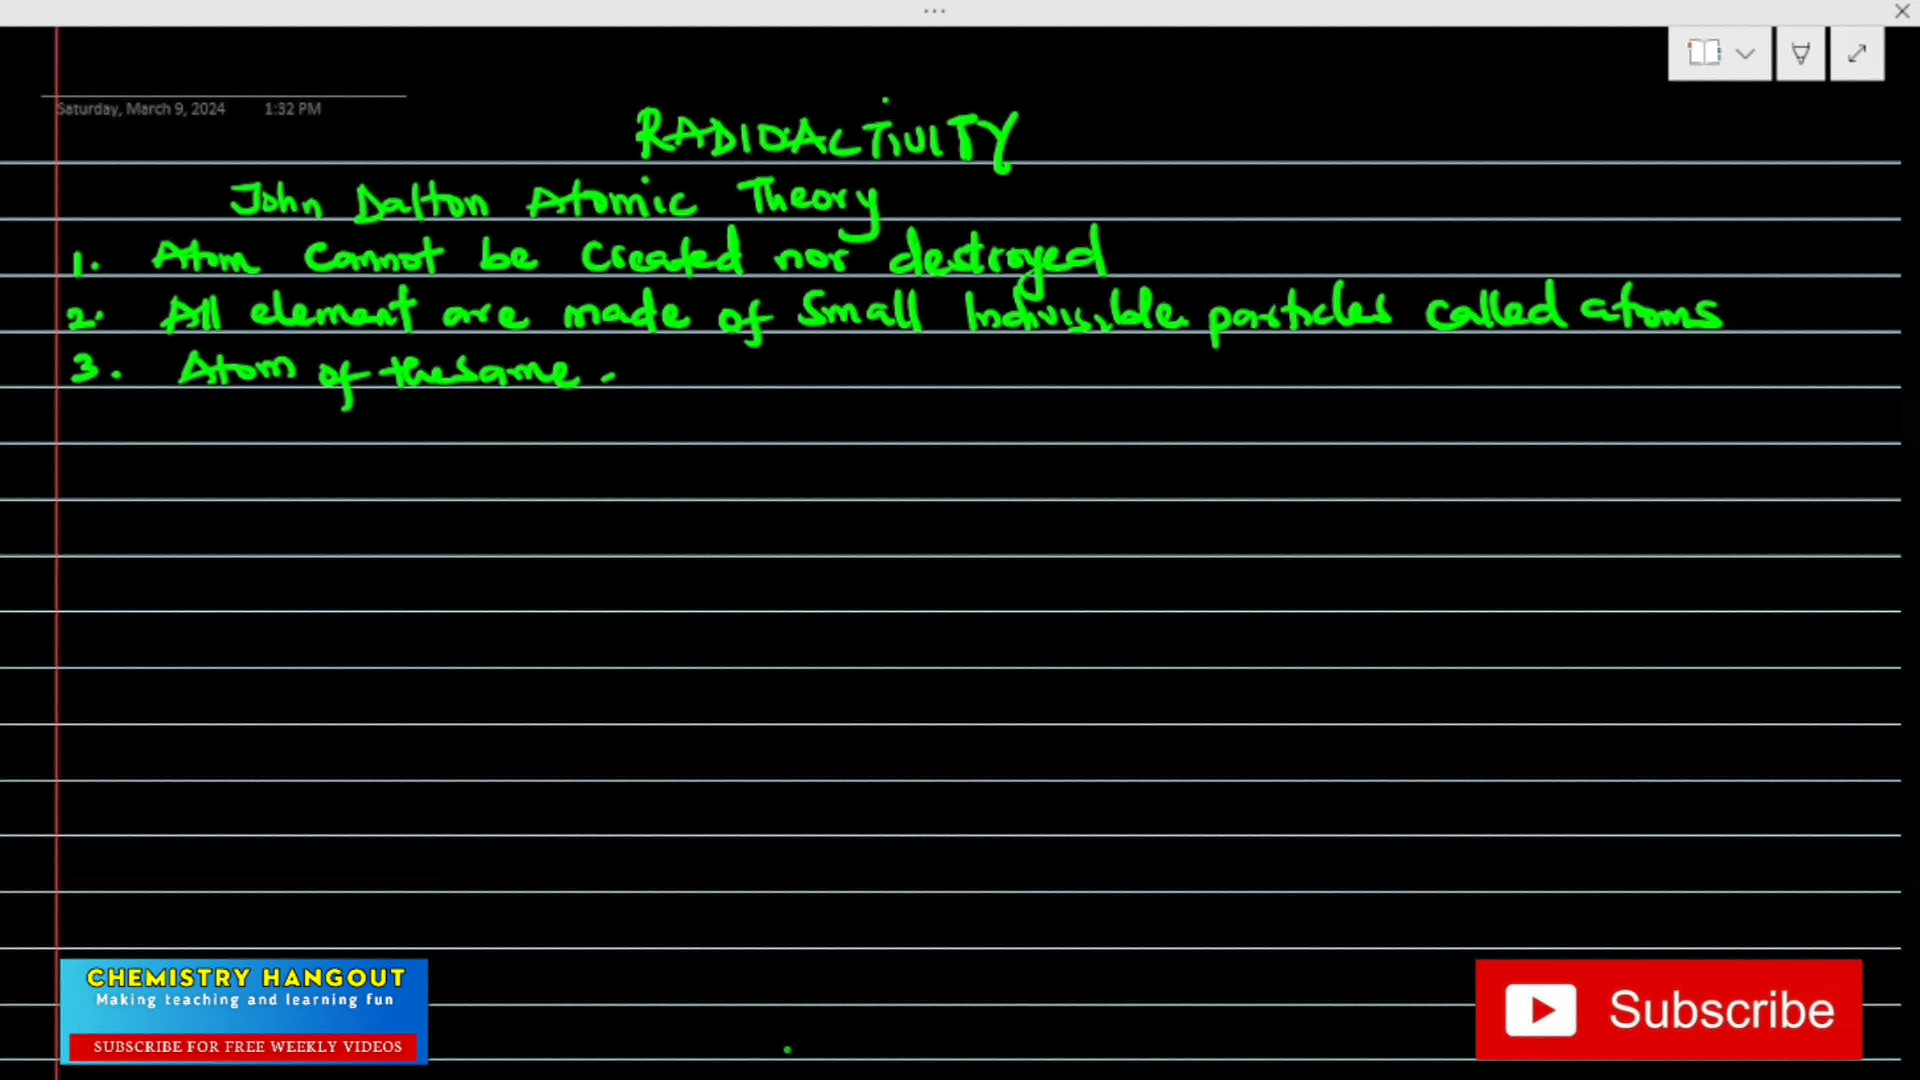 Saturday, March 9, 2024 1:32 PM
RADIOACTIVITY
John Dalton Atomic Theory
1. Atom cannot be created nor destroyed
2. All element are made of small Indivisible particles called atoms
3. Atom of the same
CHEMISTRY HANGOUT
Making teaching and learning fun
SUBSCRIBE FOR FREE WEEKLY VIDEOS
Subscribe